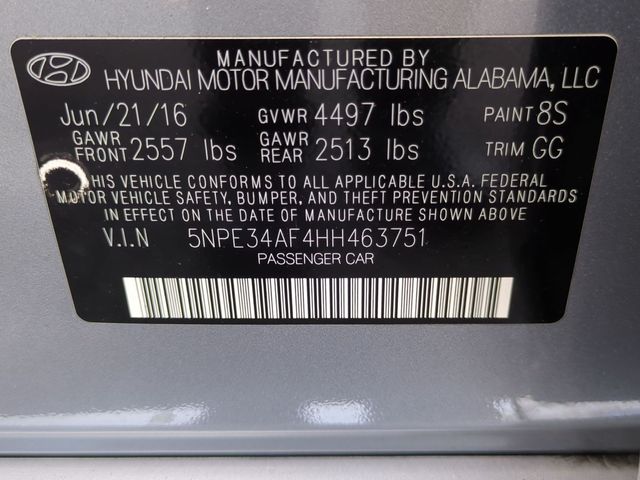 MANUFACTURED BY
HYUNDAI MOTOR MANUFACTURING ALABAMA, LLC
Jun/21/16 GVWR 4497 lbs PAINT 8S
GAWR FRONT 2557 lbs GAWR REAR 2513 lbs TRIM GG
THIS VEHICLE CONFORMS TO ALL APPLICABLE U.S.A. FEDERAL
MOTOR VEHICLE SAFETY, BUMPER, AND THEFT PREVENTION STANDARDS
IN EFFECT ON THE DATE OF MANUFACTURE SHOWN ABOVE
V.I.N 5NPE34AF4HH463751
PASSENGER CAR